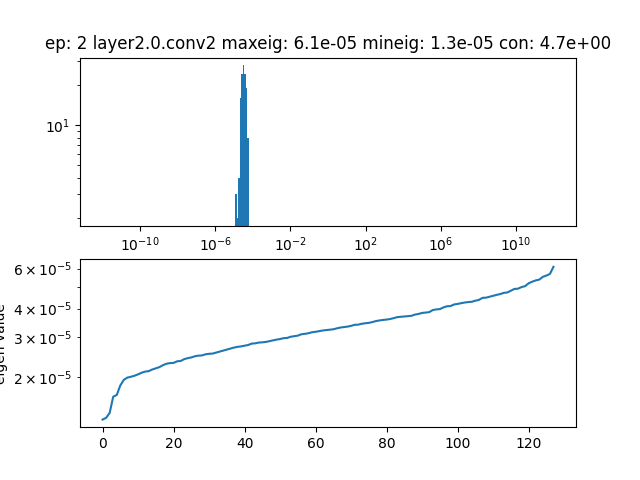 ep: 2 layer2.0.conv2 maxeig: 6.1e-05 mineig: 1.3e-05 con: 4.7e+00
10¹
10⁻¹⁰ 10⁻⁶ 10⁻² 10² 10⁶ 10¹⁰
6 × 10⁻⁵
4 × 10⁻⁵
3 × 10⁻⁵
2 × 10⁻⁵
eigen value
0 20 40 60 80 100 120